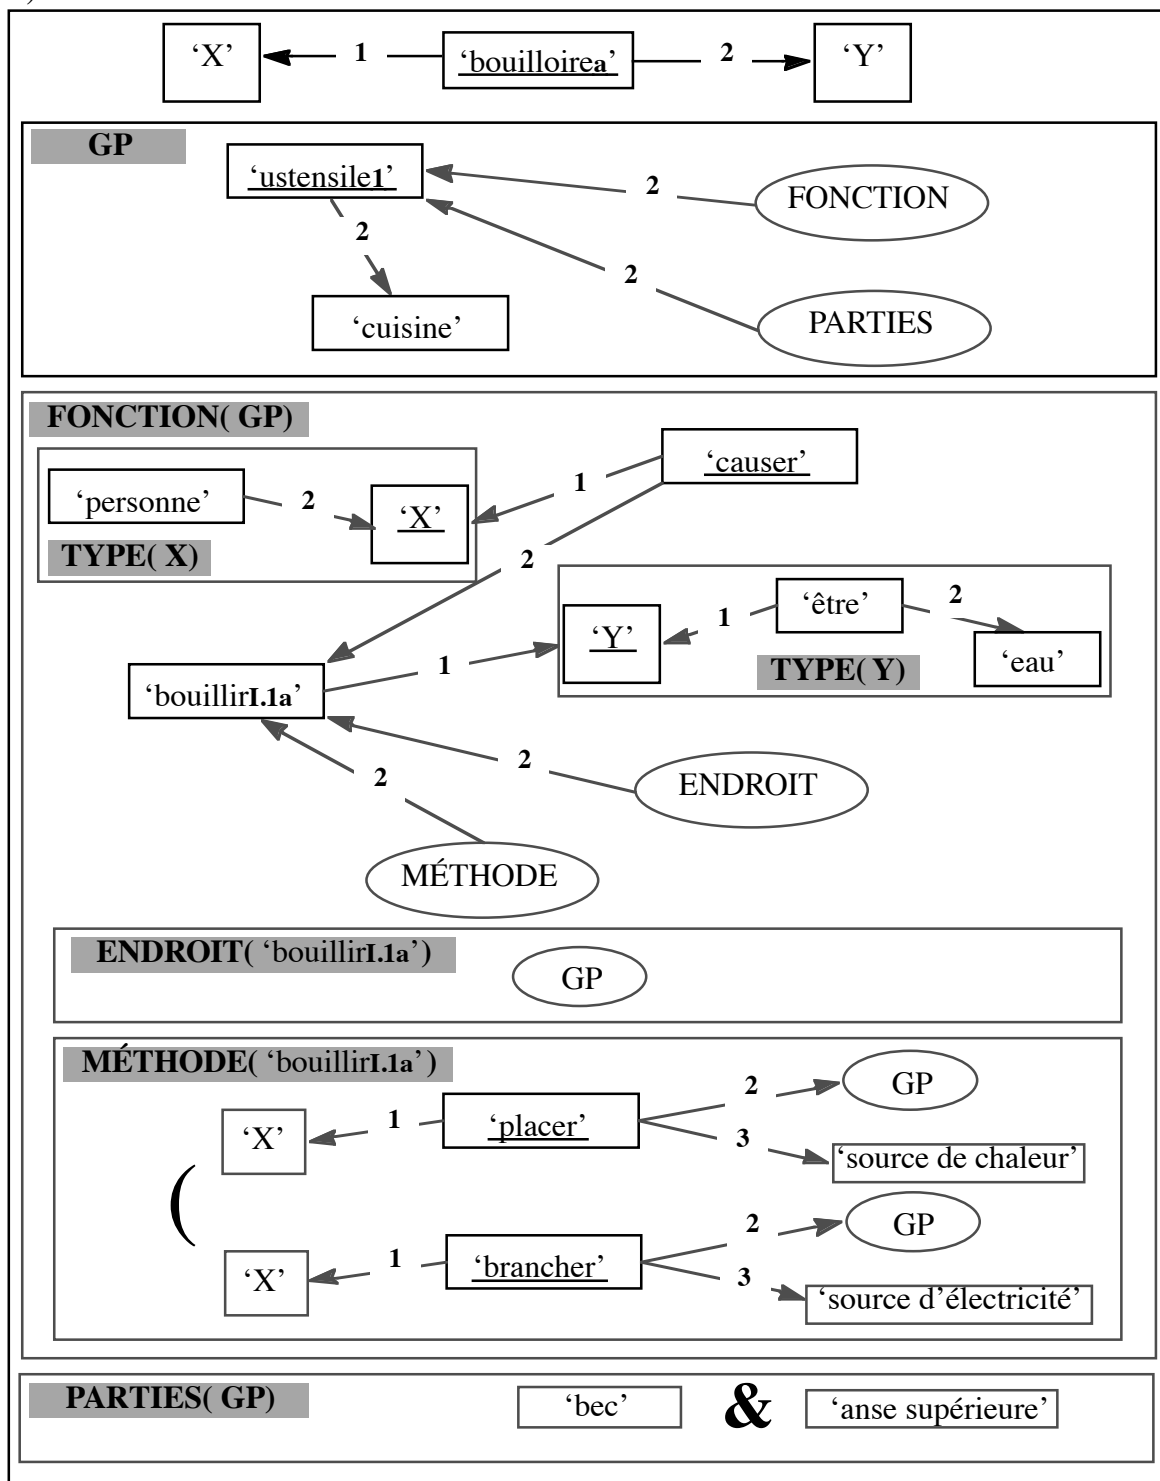 )
‘X’ 1 ‘bouilloirea’ 2 ‘Y’
GP
‘ustensile1’
2
FONCTION
2
2
‘cuisine’
PARTIES
FONCTION( GP)
‘causer’
‘personne’
2
‘X’
1
TYPE( X)
2
‘Y’
1
‘être’
2
‘eau’
TYPE( Y)
‘bouillirI.1a’
1
2
ENDROIT
2
MÉTHODE
ENDROIT( ‘bouillirI.1a’ )
GP
MÉTHODE( ‘bouillirI.1a’ )
2
GP
‘X’
1
‘placer’
3
‘source de chaleur’
(
2
GP
‘X’
1
‘brancher’
3
‘source d’électricité’
PARTIES( GP)
‘bec’ & ‘anse supérieure’